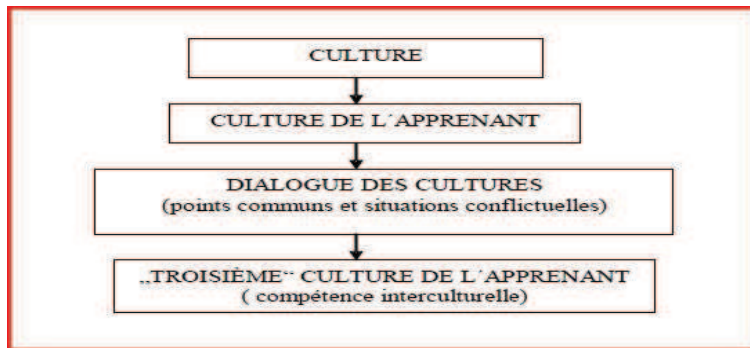 CULTURE
CULTURE DE L´APPRENANT
DIALOGUE DES CULTURES
(points communs et situations conflictuelles)
„TROISIÈME“ CULTURE DE L´APPRENANT
( compétence interculturelle)